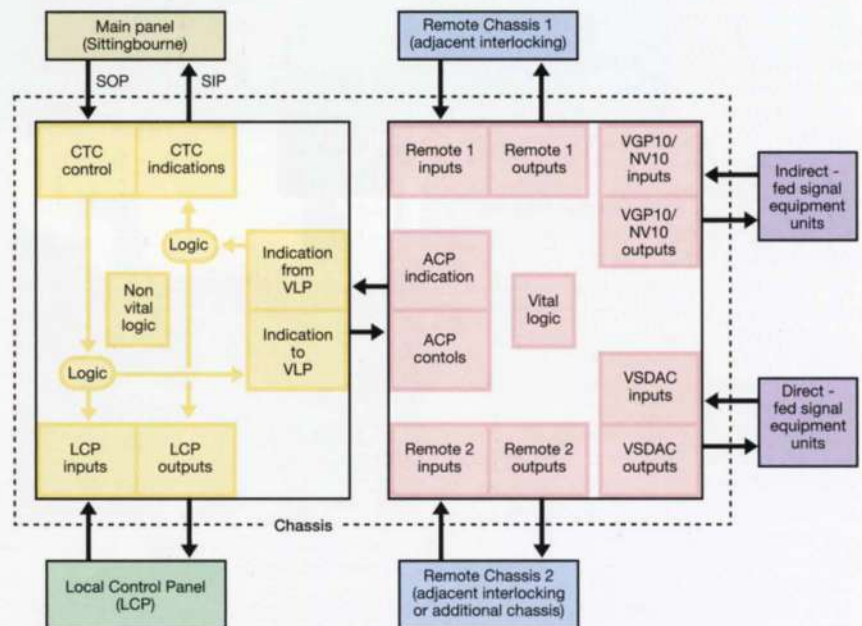 Main panel
(Sittingbourne)
Remote Chassis 1
(adjacent interlocking)
SOP
SIP
CTC
control
CTC
indications
Remote 1
inputs
Remote 1
outputs
VGP10/
NV10
inputs
VGP10/
NV10
outputs
Indirect -
fed signal
equipment
units
Logic
Indication
from
VLP
ACP
indication
Non
vital
logic
Vital
logic
Indication
to
VLP
ACP
contols
Logic
VSDAC
inputs
VSDAC
outputs
Direct -
fed signal
equipment
units
LCP
inputs
LCP
outputs
Remote 2
inputs
Remote 2
outputs
Chassis
Local Control Panel
(LCP)
Remote Chassis 2
(adjacent interlocking
or additional chassis)